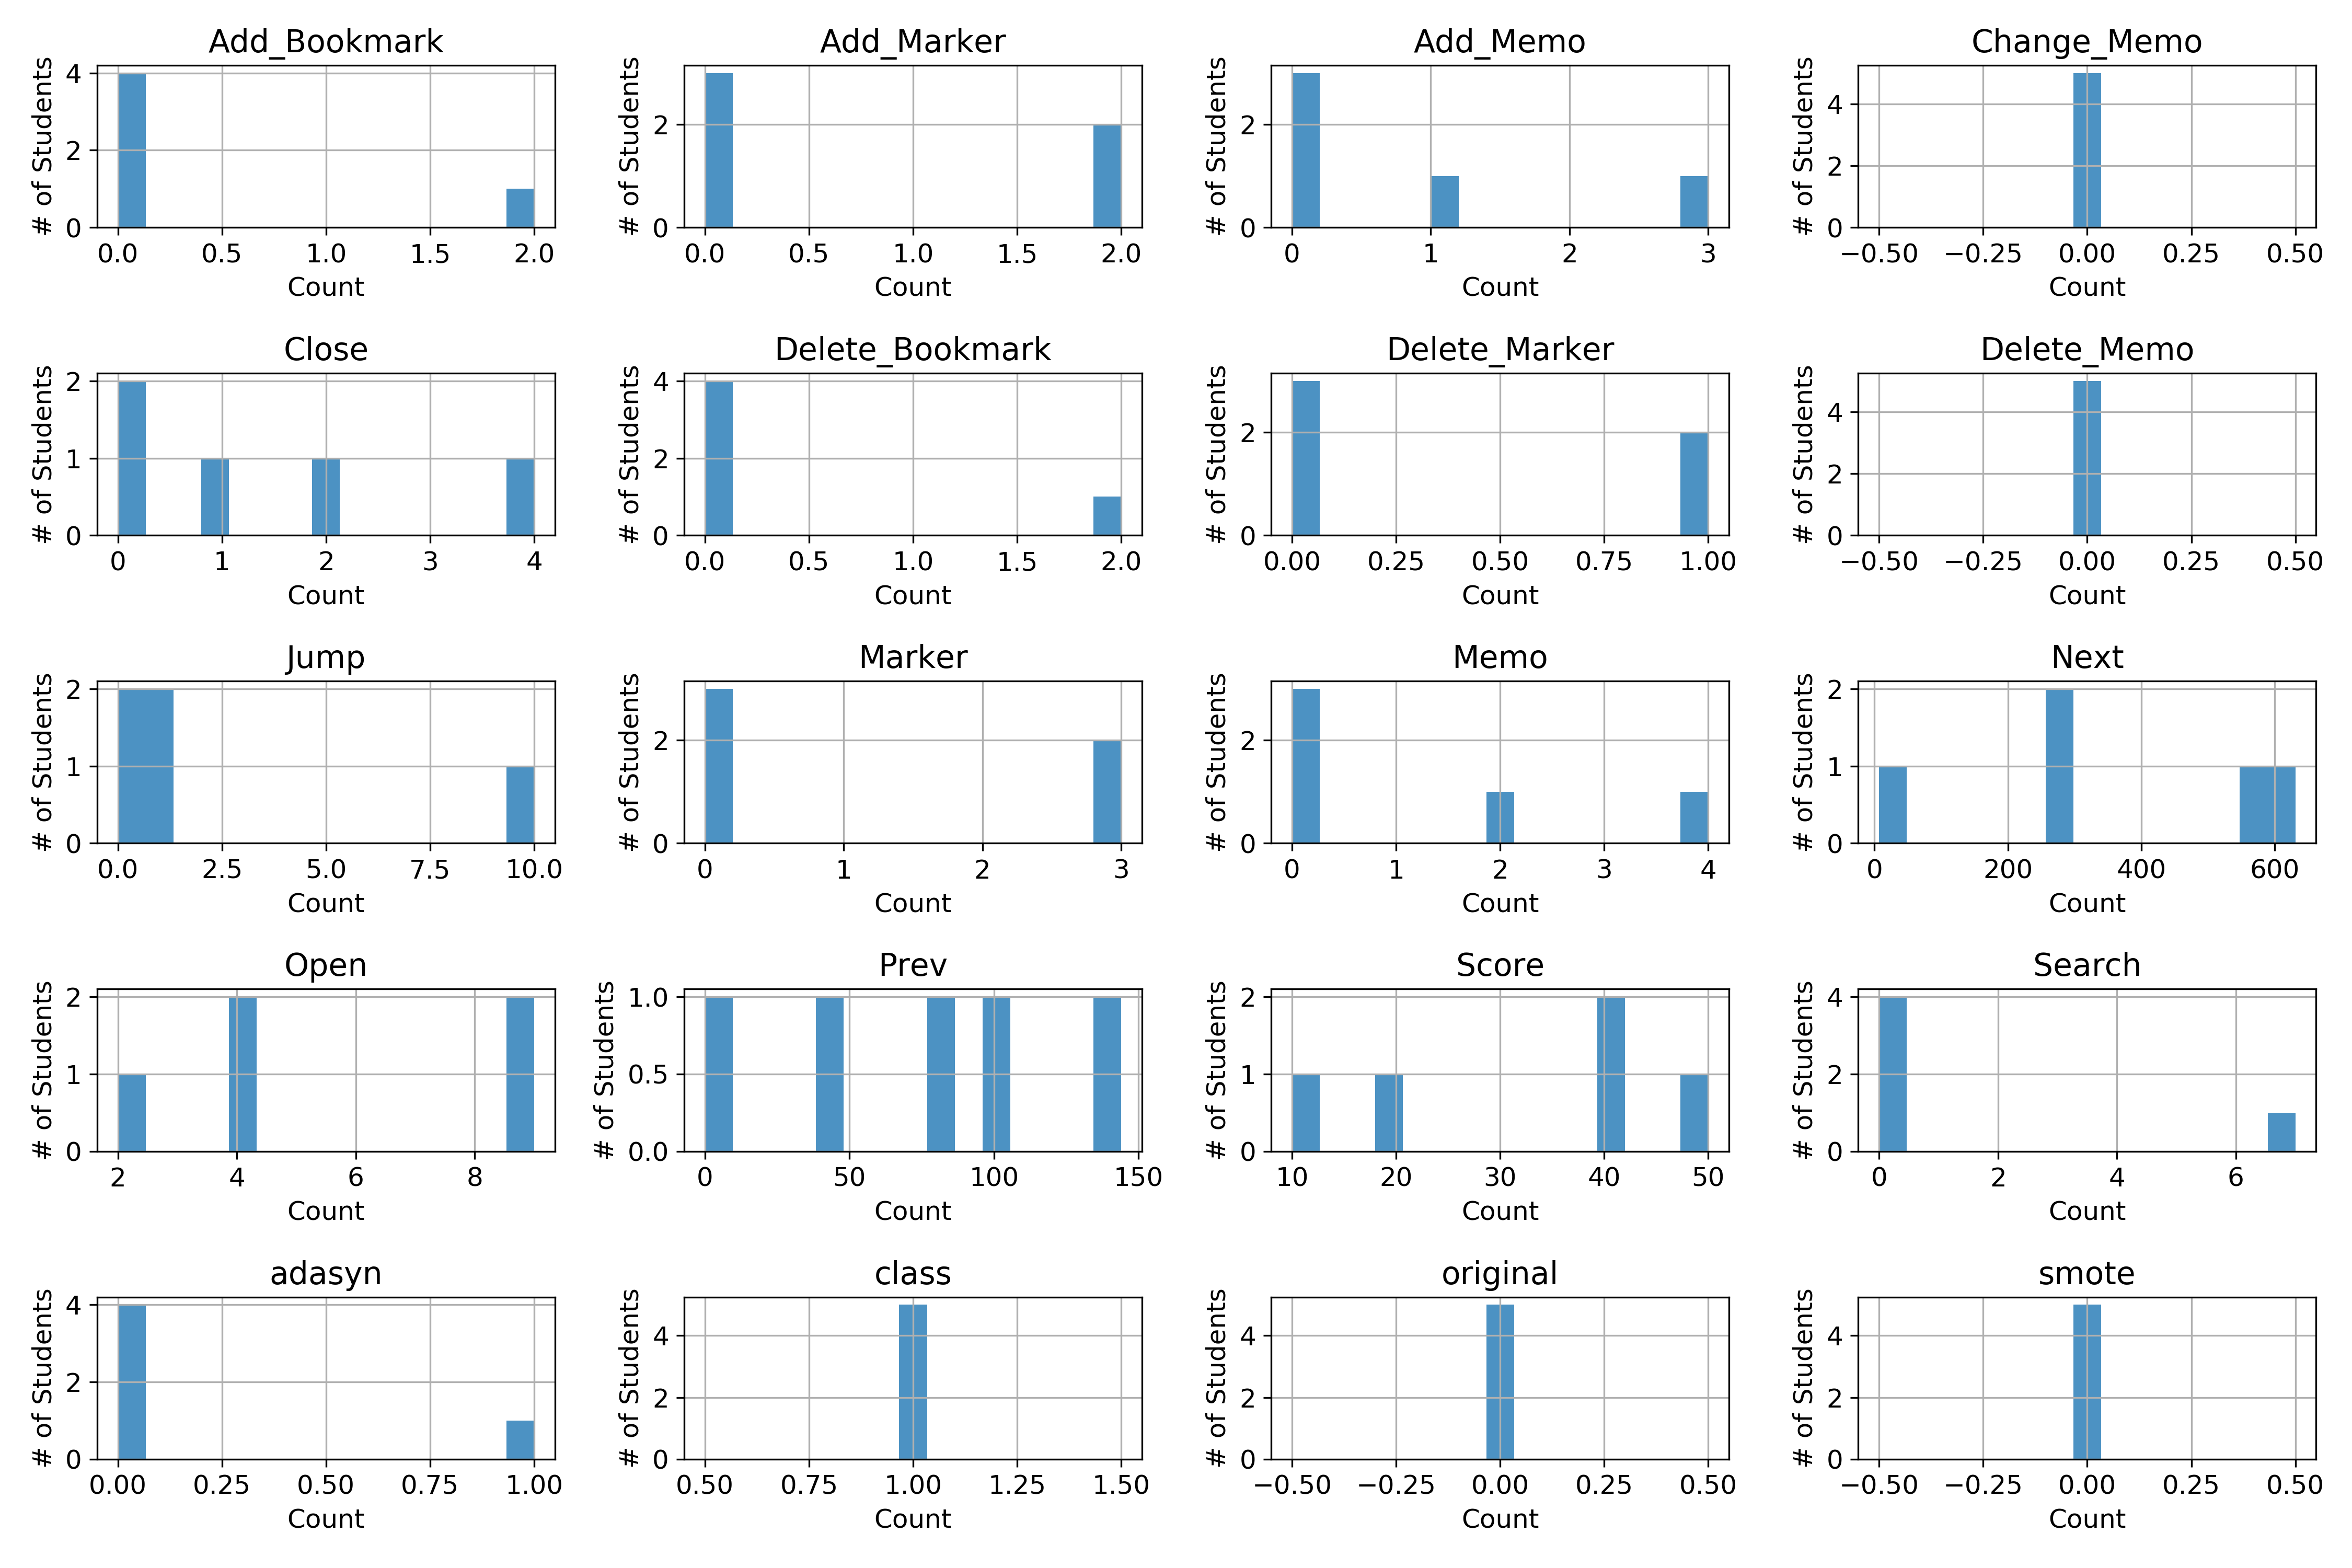 Add_Bookmark
# of Students
4
2
0
0.0 0.5 1.0 1.5 2.0
Count
Add_Marker
# of Students
2
0
0.0 0.5 1.0 1.5 2.0
Count
Add_Memo
# of Students
2
0
0 1 2 3
Count
Change_Memo
# of Students
4
2
0
−0.50 −0.25 0.00 0.25 0.50
Count
Close
# of Students
2
1
0
0 1 2 3 4
Count
Delete_Bookmark
# of Students
4
2
0
0.0 0.5 1.0 1.5 2.0
Count
Delete_Marker
# of Students
2
0
0.00 0.25 0.50 0.75 1.00
Count
Delete_Memo
# of Students
4
2
0
−0.50 −0.25 0.00 0.25 0.50
Count
Jump
# of Students
2
1
0
0.0 2.5 5.0 7.5 10.0
Count
Marker
# of Students
2
0
0 1 2 3
Count
Memo
# of Students
2
0
0 1 2 3 4
Count
Next
# of Students
2
1
0
0 200 400 600
Count
Open
# of Students
2
1
0
2 4 6 8
Count
Prev
# of Students
1.0
0.5
0.0
0 50 100 150
Count
Score
# of Students
2
1
0
10 20 30 40 50
Count
Search
# of Students
4
2
0
0 2 4 6
Count
adasyn
# of Students
4
2
0
0.00 0.25 0.50 0.75 1.00
Count
class
# of Students
4
2
0
0.50 0.75 1.00 1.25 1.50
Count
original
# of Students
4
2
0
−0.50 −0.25 0.00 0.25 0.50
Count
smote
# of Students
4
2
0
−0.50 −0.25 0.00 0.25 0.50
Count